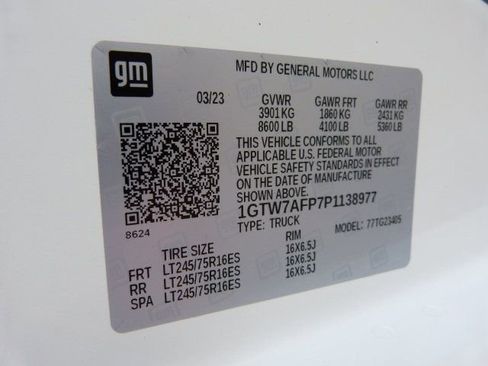 gm
MFD BY GENERAL MOTORS LLC
03/23 GVWR GAWR FRT GAWR RR
3901 KG 1860 KG 2431 KG
8600 LB 4100 LB 5360 LB
THIS VEHICLE CONFORMS TO ALL
APPLICABLE U.S. FEDERAL MOTOR
VEHICLE SAFETY STANDARDS IN EFFECT
ON THE DATE OF MANUFACTURE
SHOWN ABOVE.
1GTW7AFP7P1138977
8624 TYPE: TRUCK MODEL: 77TG23405
TIRE SIZE RIM
FRT LT245/75R16ES 16X6.5J
RR LT245/75R16ES 16X6.5J
SPA LT245/75R16ES 16X6.5J